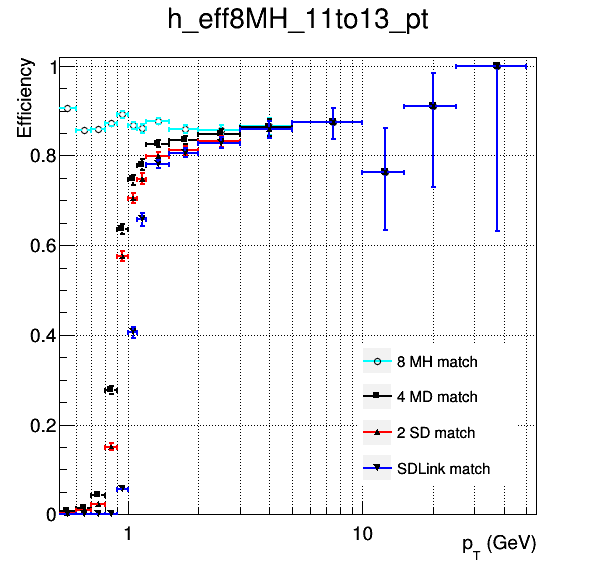 h_eff8MH_11to13_pt
Efficiency
1
0.8
0.6
0.4
0.2
0
8 MH match
4 MD match
2 SD match
SDLink match
1
10
p_T (GeV)